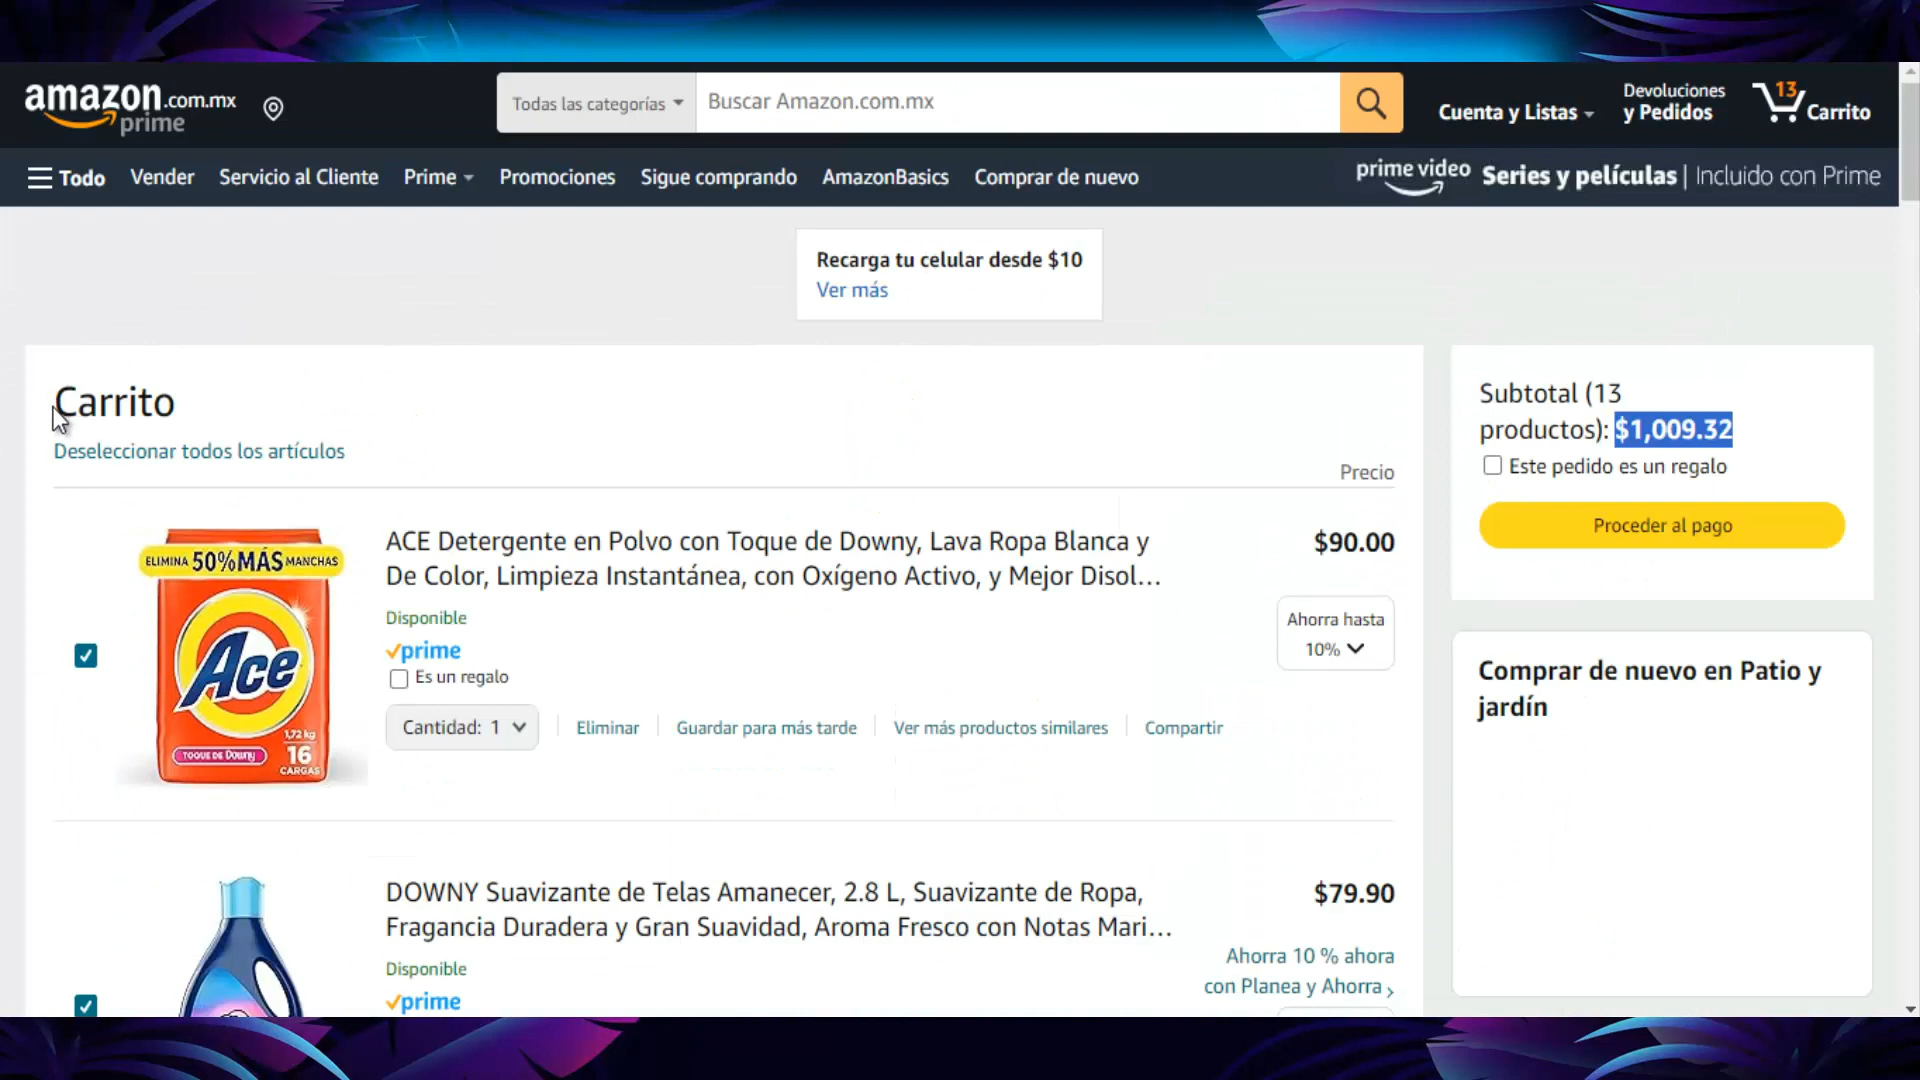 amazon.com.mx
prime
Todas las categorías
Buscar Amazon.com.mx
Cuenta y Listas
Devoluciones
y Pedidos
13
Carrito
Todo
Vender
Servicio al Cliente
Prime
Promociones
Sigue comprando
AmazonBasics
Comprar de nuevo
prime video
Series y películas | Incluido con Prime
Recarga tu celular desde $10
Ver más
Carrito
Deseleccionar todos los artículos
Precio
ELIMINA 50% MÁS MANCHAS
Ace
1,72 kg
16
CARGAS
TOQUE DE Downy
ACE Detergente en Polvo con Toque de Downy, Lava Ropa Blanca y
De Color, Limpieza Instantánea, con Oxígeno Activo, y Mejor Disol...
$90.00
Disponible
prime
Es un regalo
Ahorra hasta
10%
Cantidad: 1
Eliminar
Guardar para más tarde
Ver más productos similares
Compartir
DOWNY Suavizante de Telas Amanecer, 2.8 L, Suavizante de Ropa,
Fragancia Duradera y Gran Suavidad, Aroma Fresco con Notas Mari...
$79.90
Disponible
prime
Ahorra 10 % ahora
con Planea y Ahorra
Subtotal (13
productos): $1,009.32
Este pedido es un regalo
Proceder al pago
Comprar de nuevo en Patio y
jardín